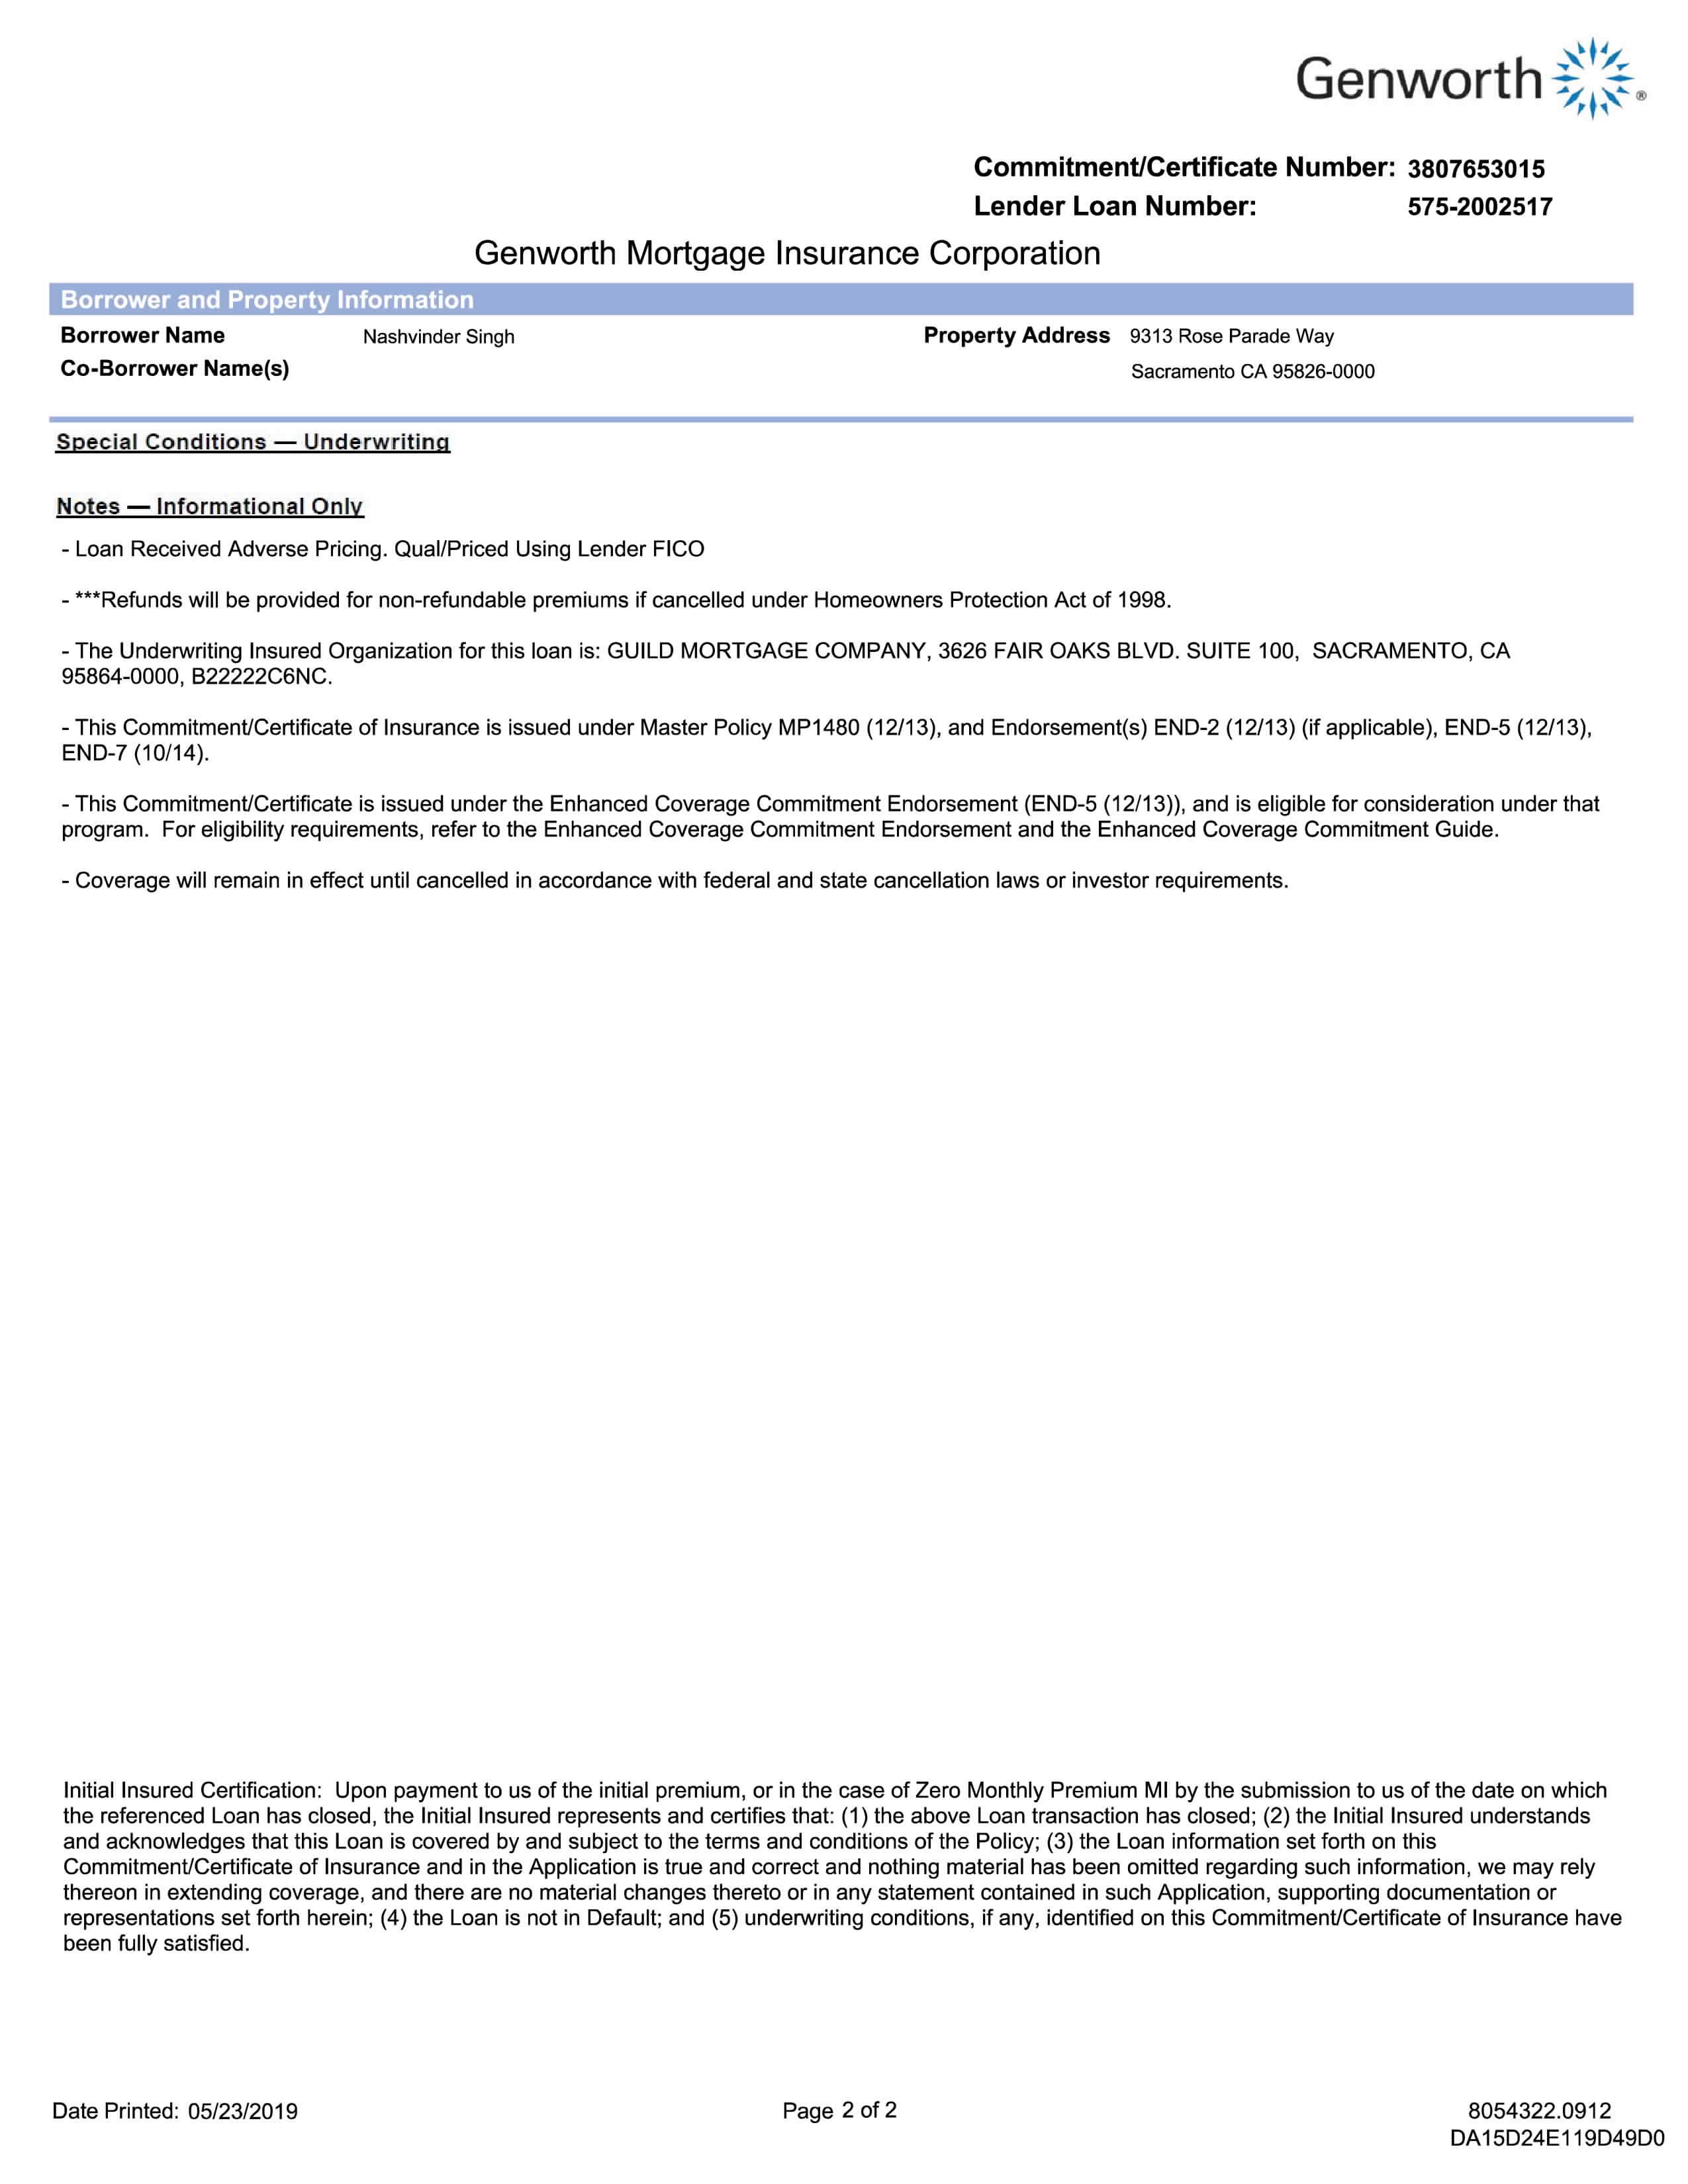 Genworth ®
Commitment/Certificate Number: 3807653015
Lender Loan Number: 575-2002517
Genworth Mortgage Insurance Corporation
Borrower and Property Information
Borrower Name Nashvinder Singh Property Address 9313 Rose Parade Way
Co-Borrower Name(s) Sacramento CA 95826-0000
Special Conditions — Underwriting
Notes — Informational Only
- Loan Received Adverse Pricing. Qual/Priced Using Lender FICO
- ***Refunds will be provided for non-refundable premiums if cancelled under Homeowners Protection Act of 1998.
- The Underwriting Insured Organization for this loan is: GUILD MORTGAGE COMPANY, 3626 FAIR OAKS BLVD. SUITE 100,  SACRAMENTO, CA
95864-0000, B22222C6NC.
- This Commitment/Certificate of Insurance is issued under Master Policy MP1480 (12/13), and Endorsement(s) END-2 (12/13) (if applicable), END-5 (12/13),
END-7 (10/14).
- This Commitment/Certificate is issued under the Enhanced Coverage Commitment Endorsement (END-5 (12/13)), and is eligible for consideration under that
program.  For eligibility requirements, refer to the Enhanced Coverage Commitment Endorsement and the Enhanced Coverage Commitment Guide.
- Coverage will remain in effect until cancelled in accordance with federal and state cancellation laws or investor requirements.
Initial Insured Certification:  Upon payment to us of the initial premium, or in the case of Zero Monthly Premium MI by the submission to us of the date on which
the referenced Loan has closed, the Initial Insured represents and certifies that: (1) the above Loan transaction has closed; (2) the Initial Insured understands
and acknowledges that this Loan is covered by and subject to the terms and conditions of the Policy; (3) the Loan information set forth on this
Commitment/Certificate of Insurance and in the Application is true and correct and nothing material has been omitted regarding such information, we may rely
thereon in extending coverage, and there are no material changes thereto or in any statement contained in such Application, supporting documentation or
representations set forth herein; (4) the Loan is not in Default; and (5) underwriting conditions, if any, identified on this Commitment/Certificate of Insurance have
been fully satisfied.
Date Printed: 05/23/2019 Page 2 of 2 8054322.0912
DA15D24E119D49D0